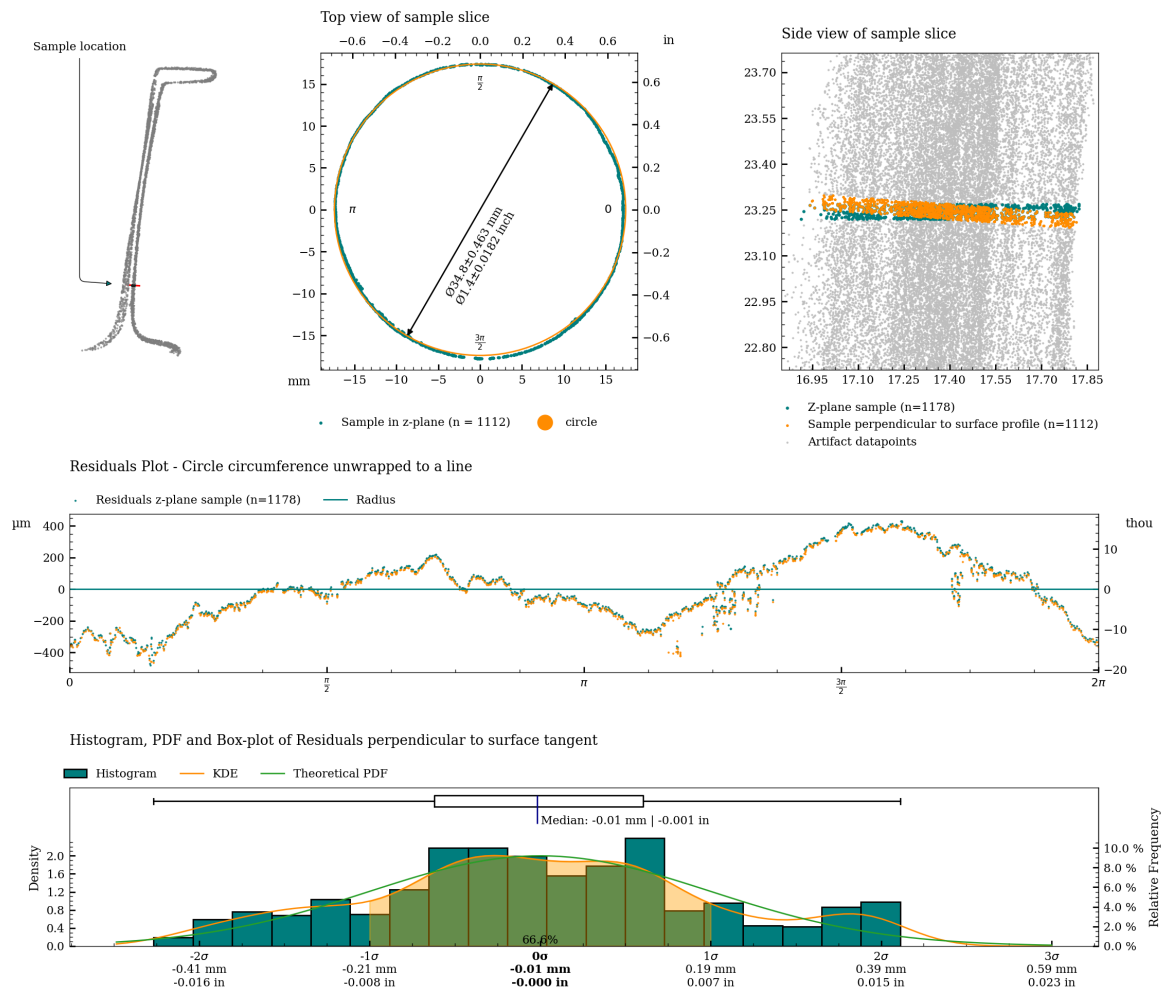 Sample location
Top view of sample slice
−0.6 −0.4 −0.2 0.0 0.2 0.4 0.6 in
15
10
5
0
−5
−10
−15
0.6
0.4
0.2
0.0
−0.2
−0.4
−0.6
π/2
π
0
3π/2
Ø34.8±0.463 mm
Ø1.4±0.0182 inch
mm −15 −10 −5 0 5 10 15
Sample in z-plane (n = 1112) circle
Side view of sample slice
23.70
23.55
23.40
23.25
23.10
22.95
22.80
16.95 17.10 17.25 17.40 17.55 17.70 17.85
Z-plane sample (n=1178)
Sample perpendicular to surface profile (n=1112)
Artifact datapoints
Residuals Plot - Circle circumference unwrapped to a line
Residuals z-plane sample (n=1178) Radius
µm
400
200
0
−200
−400
thou
10
0
−10
−20
0 π/2 π 3π/2 2π
Histogram, PDF and Box-plot of Residuals perpendicular to surface tangent
Histogram KDE Theoretical PDF
Median: -0.01 mm | -0.001 in
Density
2.0
1.6
1.2
0.8
0.4
0.0
Relative Frequency
10.0 %
8.0 %
6.0 %
4.0 %
2.0 %
0.0 %
66.6%
-2σ -1σ 0σ 1σ 2σ 3σ
-0.41 mm -0.21 mm -0.01 mm 0.19 mm 0.39 mm 0.59 mm
-0.016 in -0.008 in -0.000 in 0.007 in 0.015 in 0.023 in